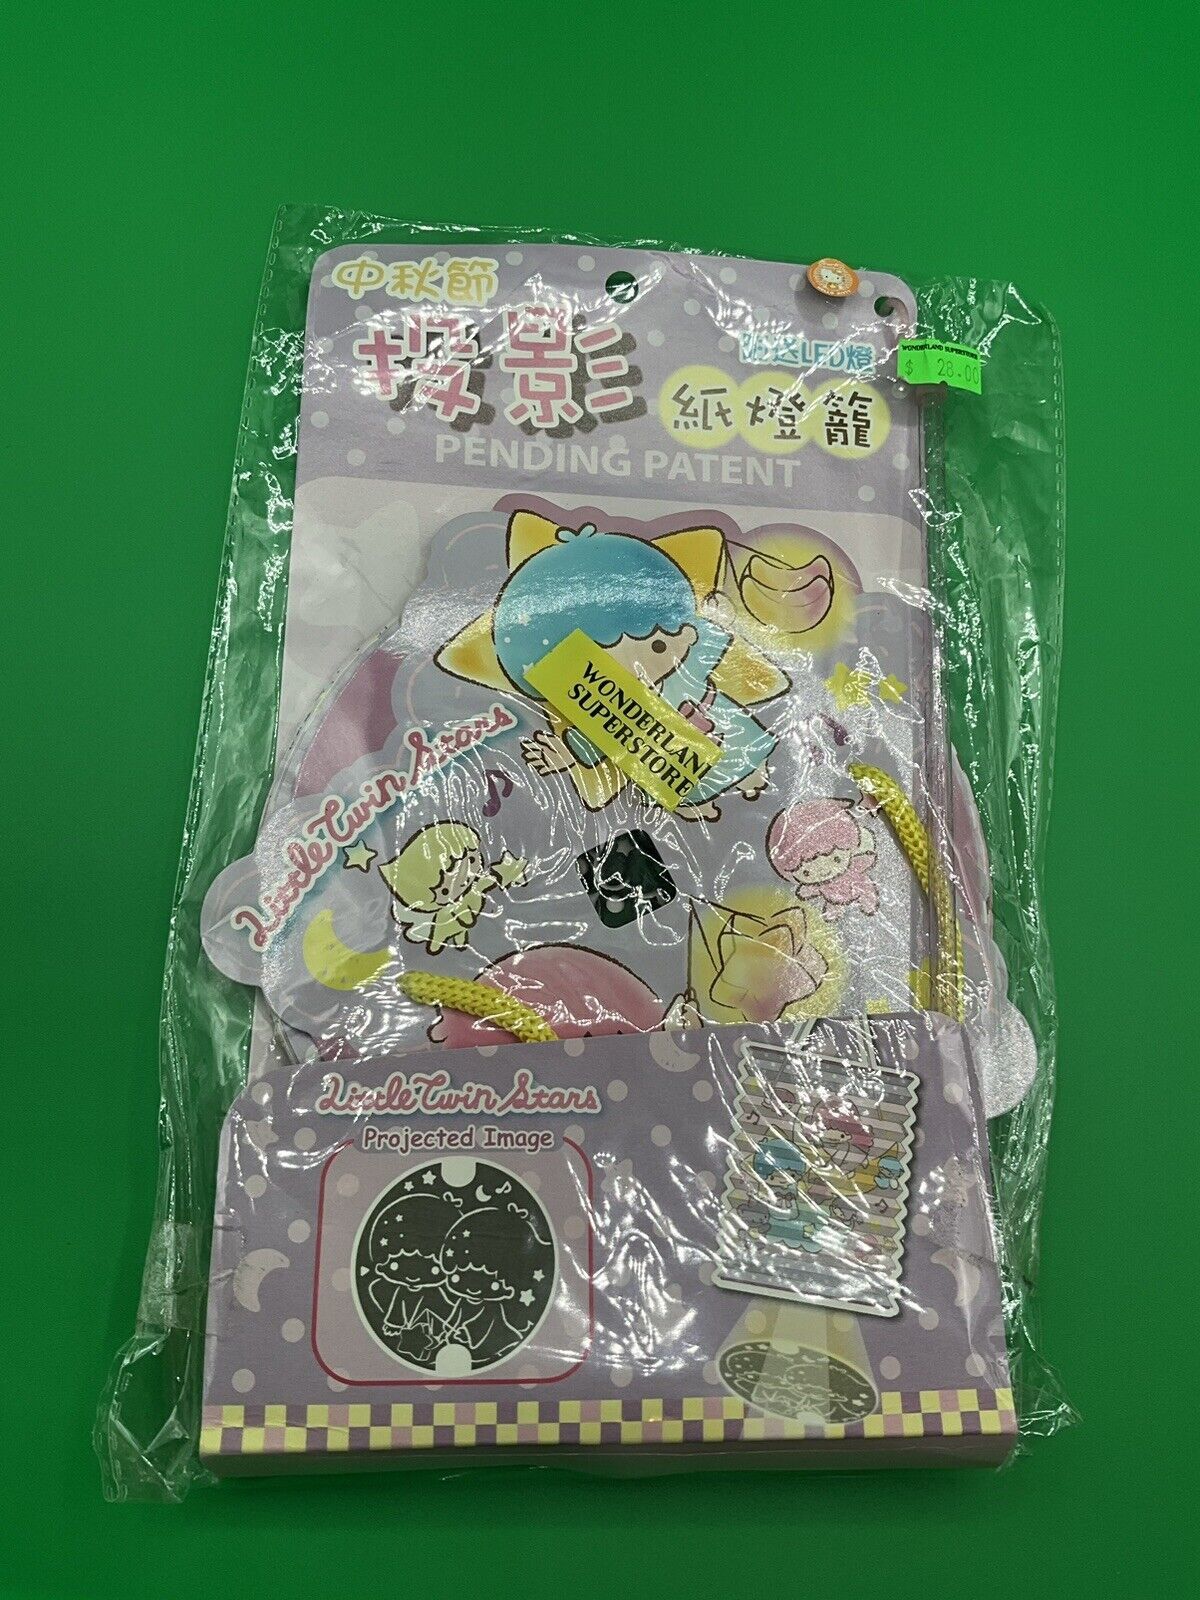 中秋節
投影
附送LED燈
WONDERLAND SUPERSTORE
$ 28.00
紙燈籠
PENDING PATENT
WONDERLAND
SUPERSTORE
Little Twin Stars
Little Twin Stars
Projected Image